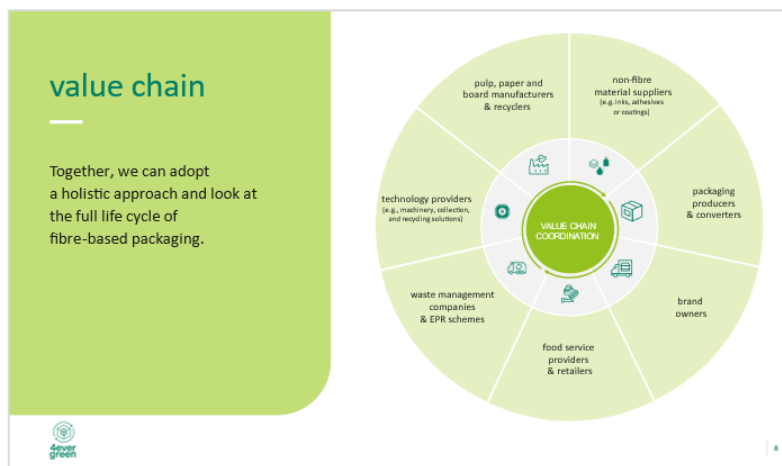 value chain
Together, we can adopt
a holistic approach and look at
the full life cycle of
fibre-based packaging.
pulp, paper and
board manufacturers
& recyclers
non-fibre
material suppliers
(e.g. inks, adhesives
or coatings)
packaging
producers
& converters
brand
owners
food service
providers
& retailers
waste management
companies
& EPR schemes
technology providers
(e.g., machinery, collection,
and recycling solutions)
VALUE CHAIN
COORDINATION
4ever
green
8